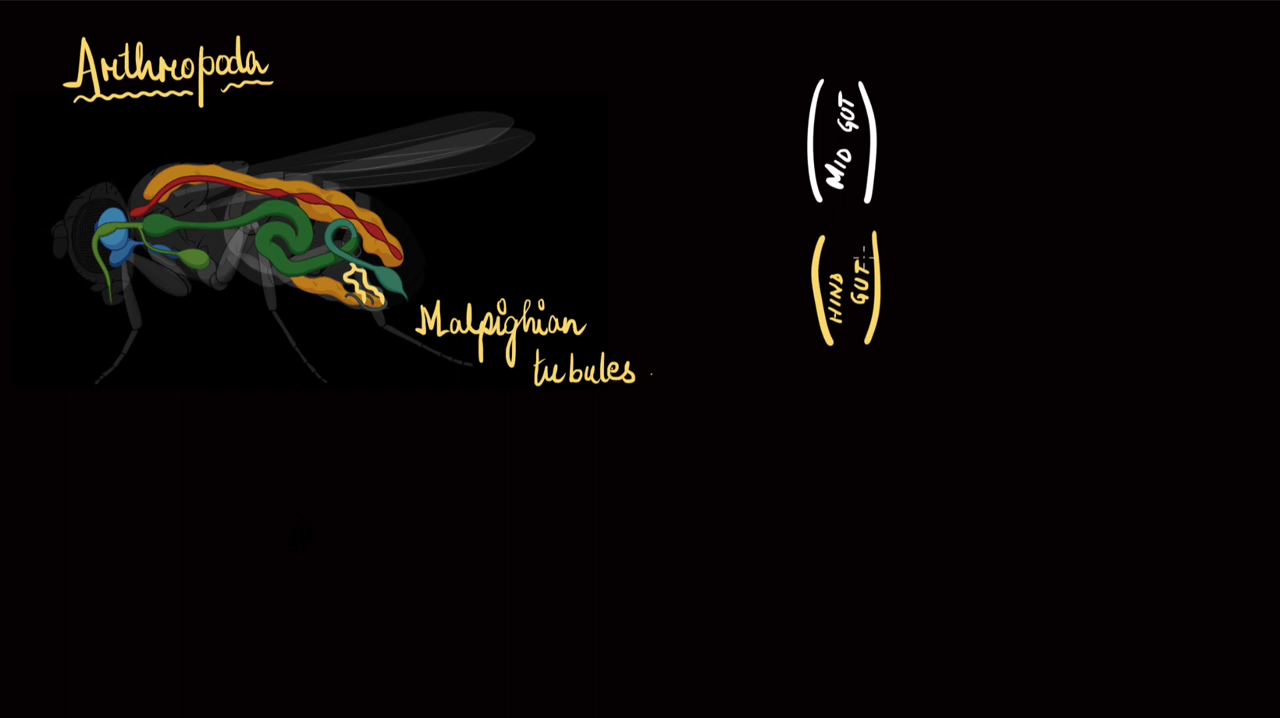 Arthropoda
Malpighian
tubules
MID GUT
HIND
GUT